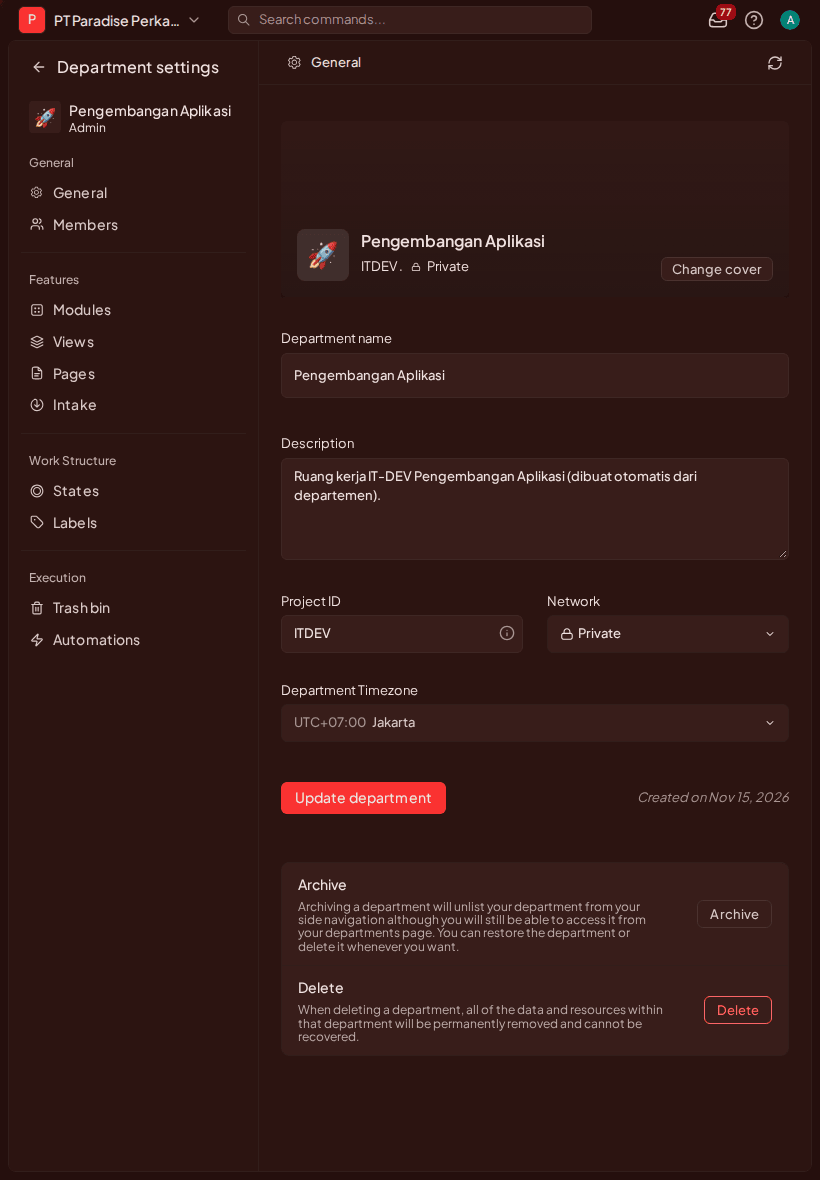 P PT Paradise Perka... Search commands... 77 A
Department settings
Pengembangan Aplikasi
Admin
General
General
Members
Features
Modules
Views
Pages
Intake
Work Structure
States
Labels
Execution
Trash bin
Automations
General
Pengembangan Aplikasi
ITDEV . Private
Change cover
Department name
Pengembangan Aplikasi
Description
Ruang kerja IT-DEV Pengembangan Aplikasi (dibuat otomatis dari
departemen).
Project ID
ITDEV
Network
Private
Department Timezone
UTC+07:00 Jakarta
Update department
Created on Nov 15, 2026
Archive
Archiving a department will unlist your department from your
side navigation although you will still be able to access it from
your departments page. You can restore the department or
delete it whenever you want.
Archive
Delete
When deleting a department, all of the data and resources within
that department will be permanently removed and cannot be
recovered.
Delete